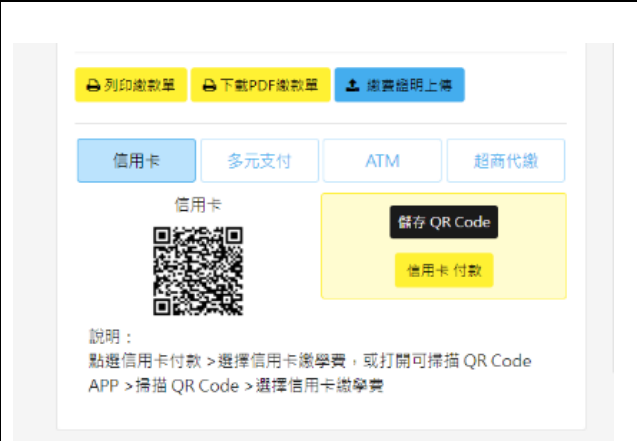 列印繳款單 下載PDF繳款單 繳費證明上傳
信用卡 多元支付 ATM 超商代繳
信用卡
儲存 QR Code
信用卡 付款
說明：
點選信用卡付款 >選擇信用卡繳學費，或打開可掃描 QR Code
APP >掃描 QR Code >選擇信用卡繳學費